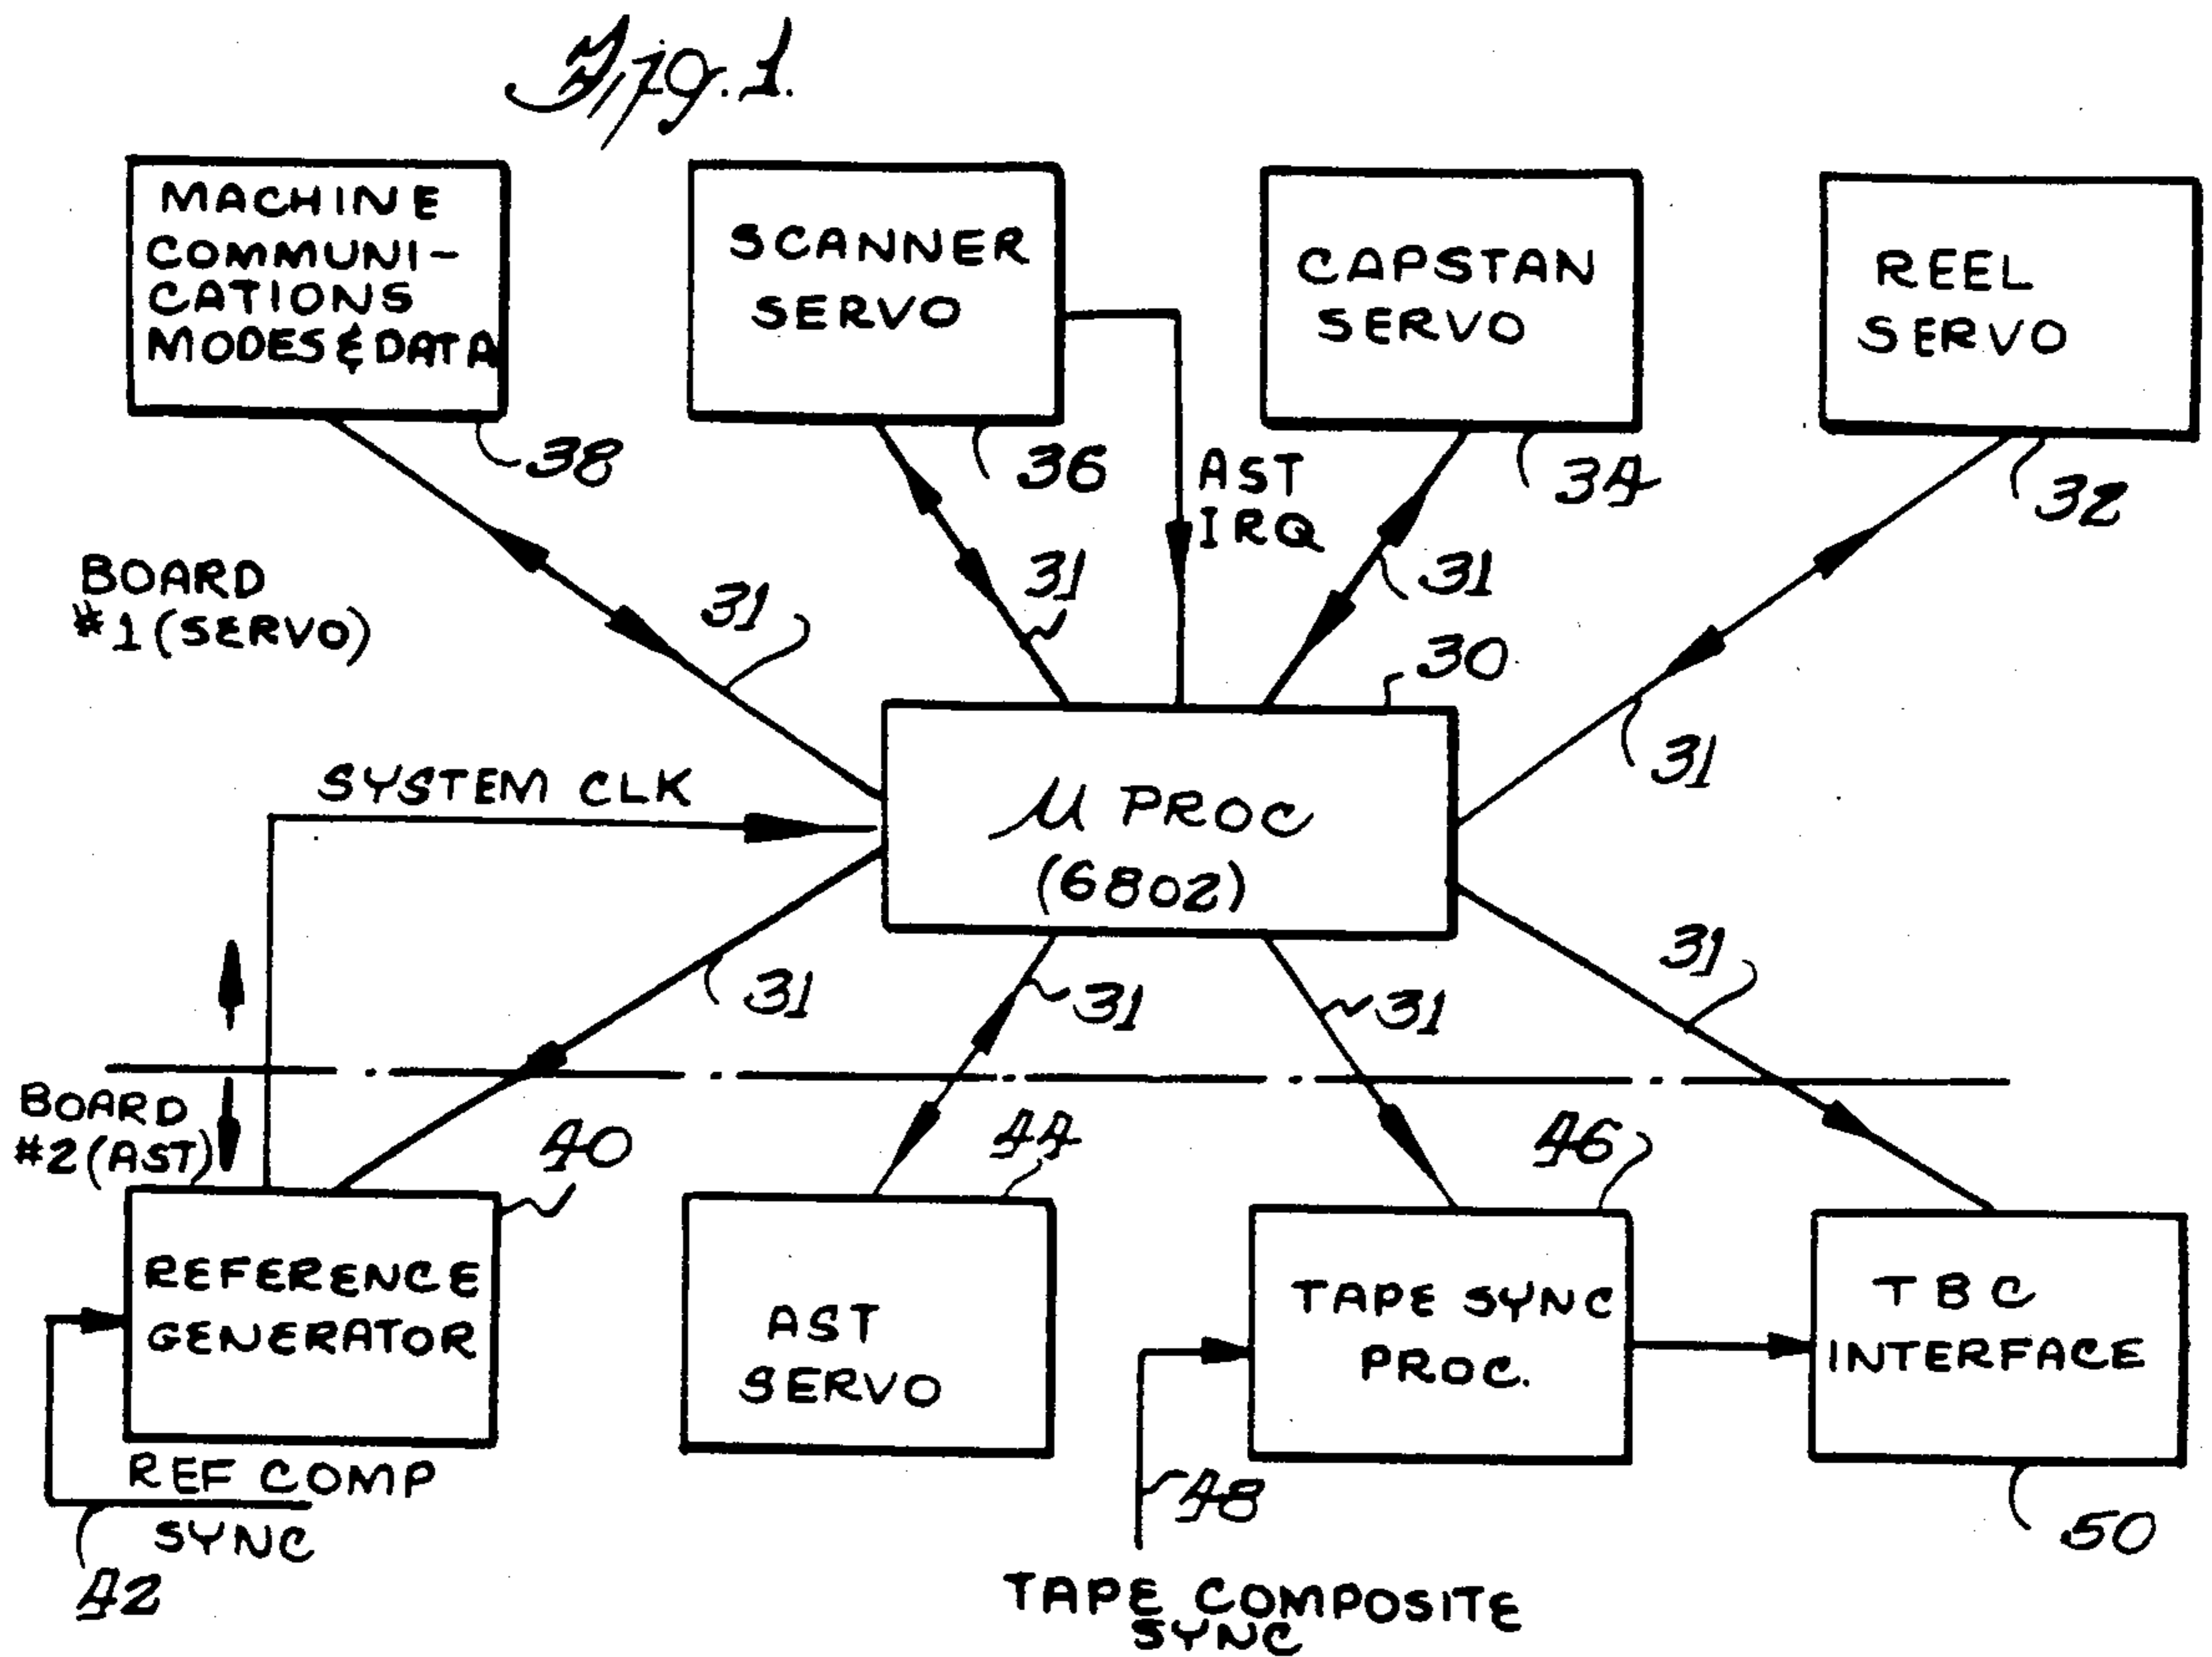 Fig. 1.
MACHINE
COMMUNI-
CATIONS
MODES & DATA
SCANNER
SERVO
CAPSTAN
SERVO
REEL
SERVO
38
36
34
32
AST
IRQ
BOARD
#1 (SERVO)
31
31
31
31
30
SYSTEM CLK
μ PROC
(6802)
31
31
31
31
BOARD
#2 (AST)
40
44
46
REFERENCE
GENERATOR
AST
SERVO
TAPE SYNC
PROC.
TBC
INTERFACE
REF COMP
SYNC
42
48
50
TAPE COMPOSITE
SYNC